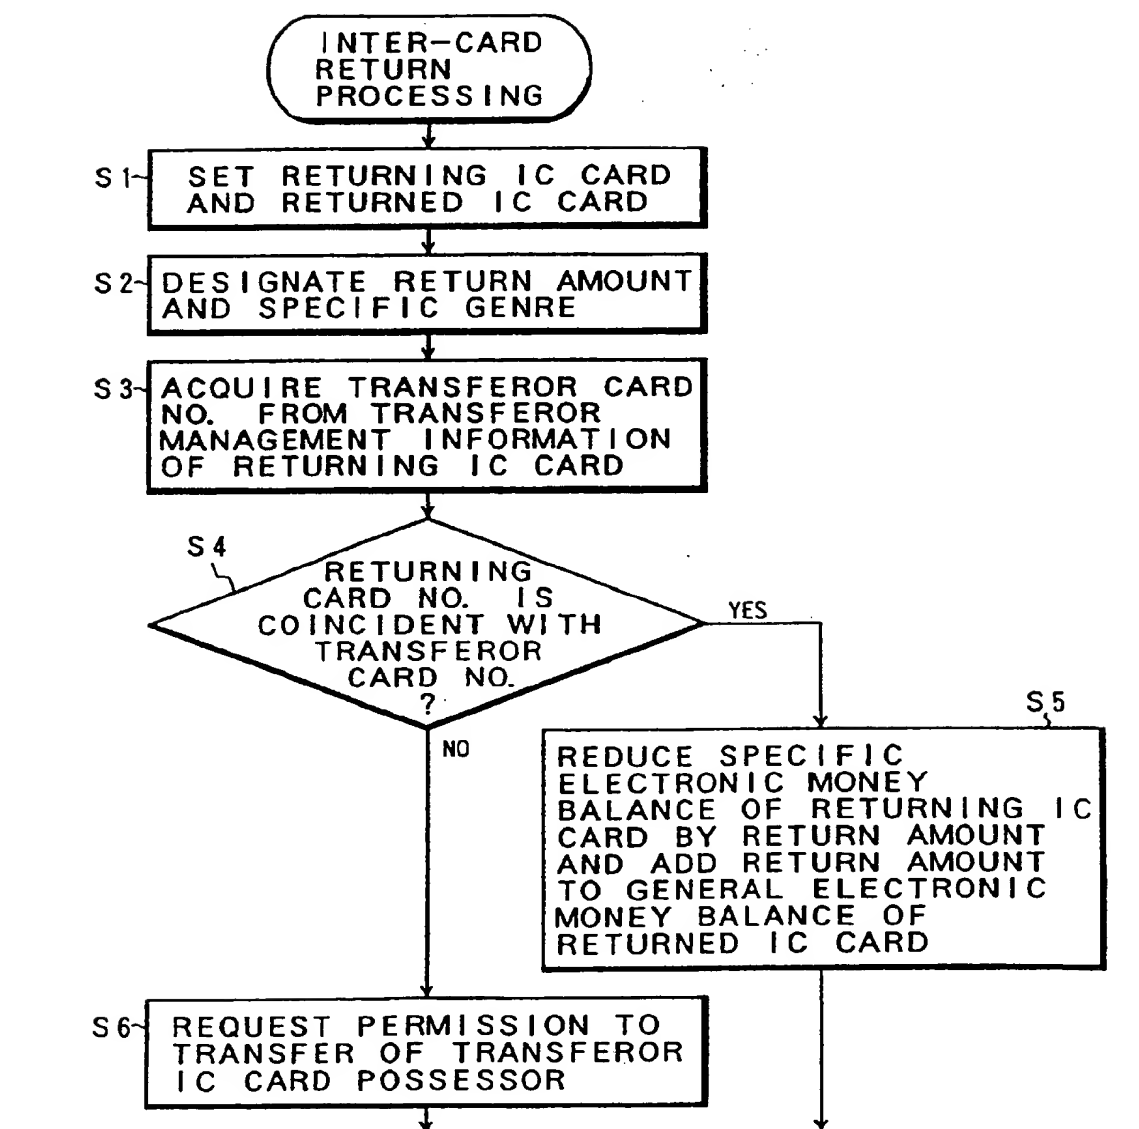 INTER-CARD
RETURN
PROCESSING
S1
SET RETURNING IC CARD
AND RETURNED IC CARD
S2
DESIGNATE RETURN AMOUNT
AND SPECIFIC GENRE
S3
ACQUIRE TRANSFEROR CARD
NO. FROM TRANSFEROR
MANAGEMENT INFORMATION
OF RETURNING IC CARD
S4
RETURNING
CARD NO. IS
COINCIDENT WITH
TRANSFEROR
CARD NO.
?
YES
NO
S5
REDUCE SPECIFIC
ELECTRONIC MONEY
BALANCE OF RETURNING IC
CARD BY RETURN AMOUNT
AND ADD RETURN AMOUNT
TO GENERAL ELECTRONIC
MONEY BALANCE OF
RETURNED IC CARD
S6
REQUEST PERMISSION TO
TRANSFER OF TRANSFEROR
IC CARD POSSESSOR